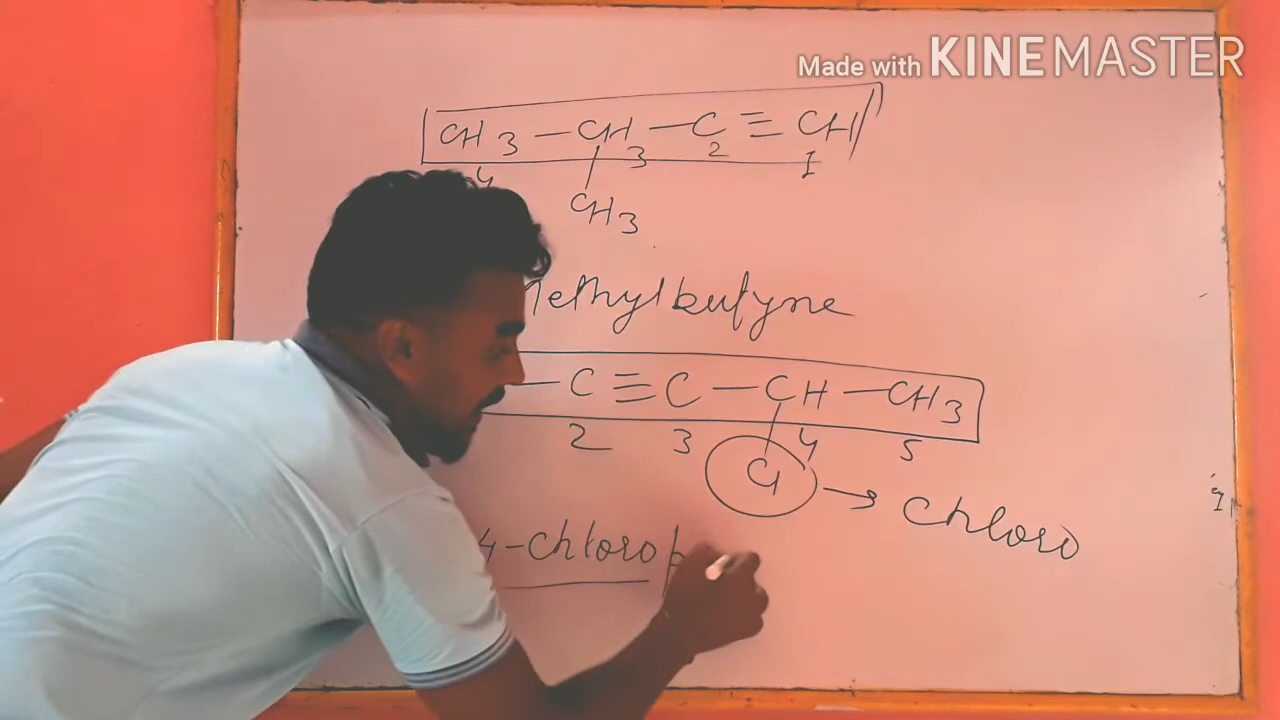 Made with KINEMASTER
CH3 — CH — C ≡ CH
4 3 2 1
CH3
Methylbutyne
— C ≡ C — CH — CH3
2 3 4 5
Cl → Chloro
4-Chloro p